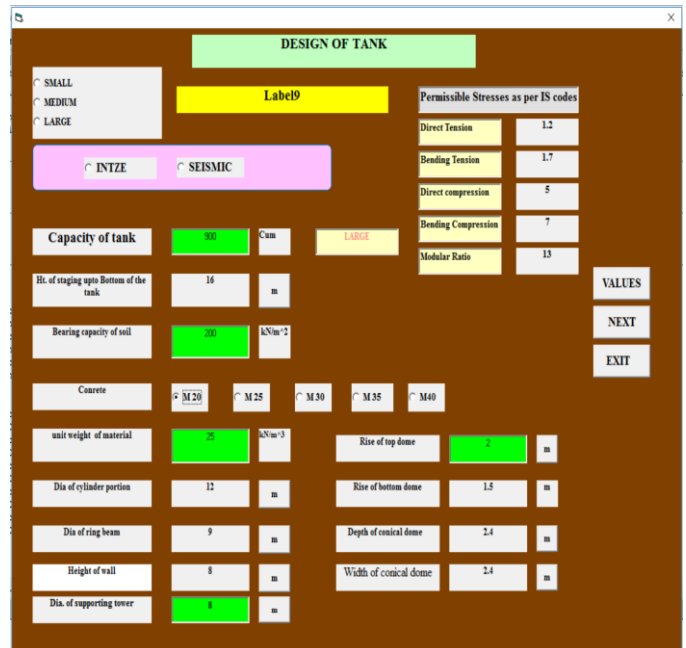 X
DESIGN OF TANK
SMALL
MEDIUM
LARGE
Label9
Permissible Stresses as per IS codes
Direct Tension 1.2
Bending Tension 1.7
Direct compression 5
Bending Compression 7
Modular Ratio 13
INTZE SEISMIC
Capacity of tank 900 Cum LARGE
Ht. of staging upto Bottom of the
tank
16 m
Bearing capacity of soil 200 kN/m^2
VALUES
NEXT
EXIT
Conrete M 20 M 25 M 30 M 35 M40
unit weight of material 25 kN/m^3
Rise of top dome 2 m
Dia of cylinder portion 12 m
Rise of bottom dome 1.5 m
Dia of ring beam 9 m
Depth of conical dome 2.4 m
Height of wall 8 m
Width of conical dome 2.4 m
Dia. of supporting tower 8 m